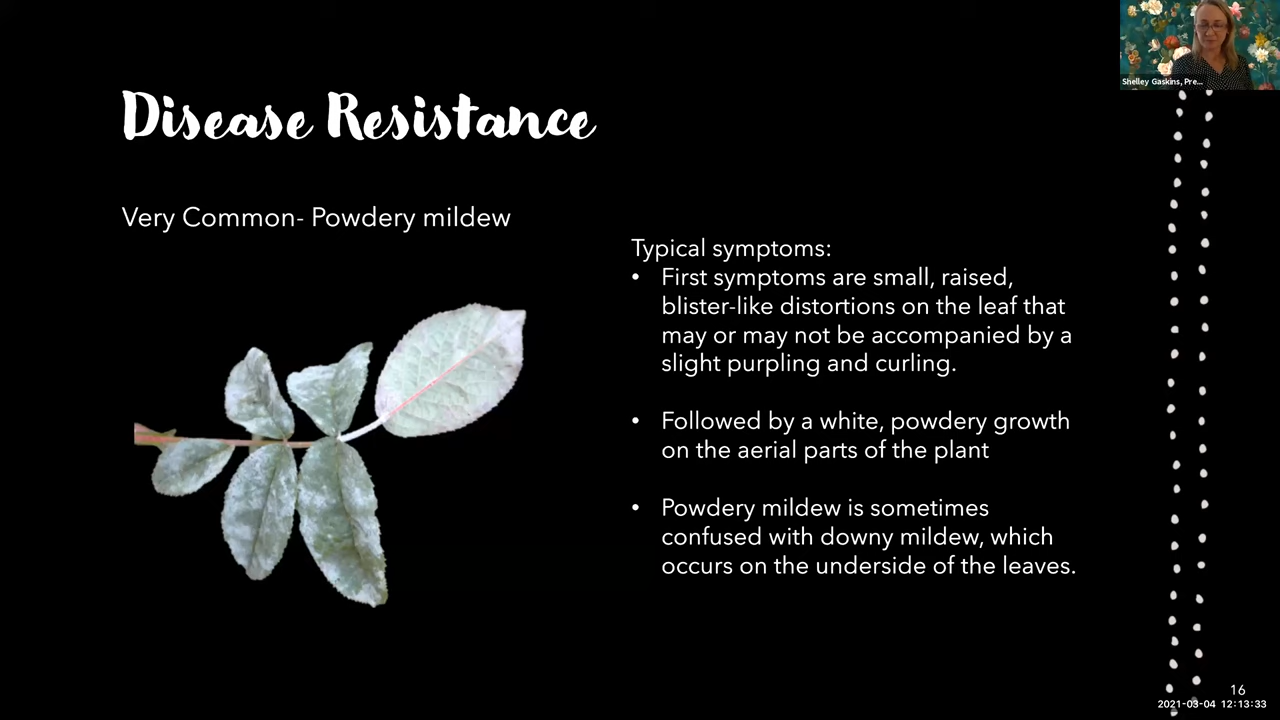 Shelley Gaskins, Pre...
Disease Resistance
Very Common- Powdery mildew
Typical symptoms:
• First symptoms are small, raised,
blister-like distortions on the leaf that
may or may not be accompanied by a
slight purpling and curling.
• Followed by a white, powdery growth
on the aerial parts of the plant
• Powdery mildew is sometimes
confused with downy mildew, which
occurs on the underside of the leaves.
16
2021-03-04 12:13:33